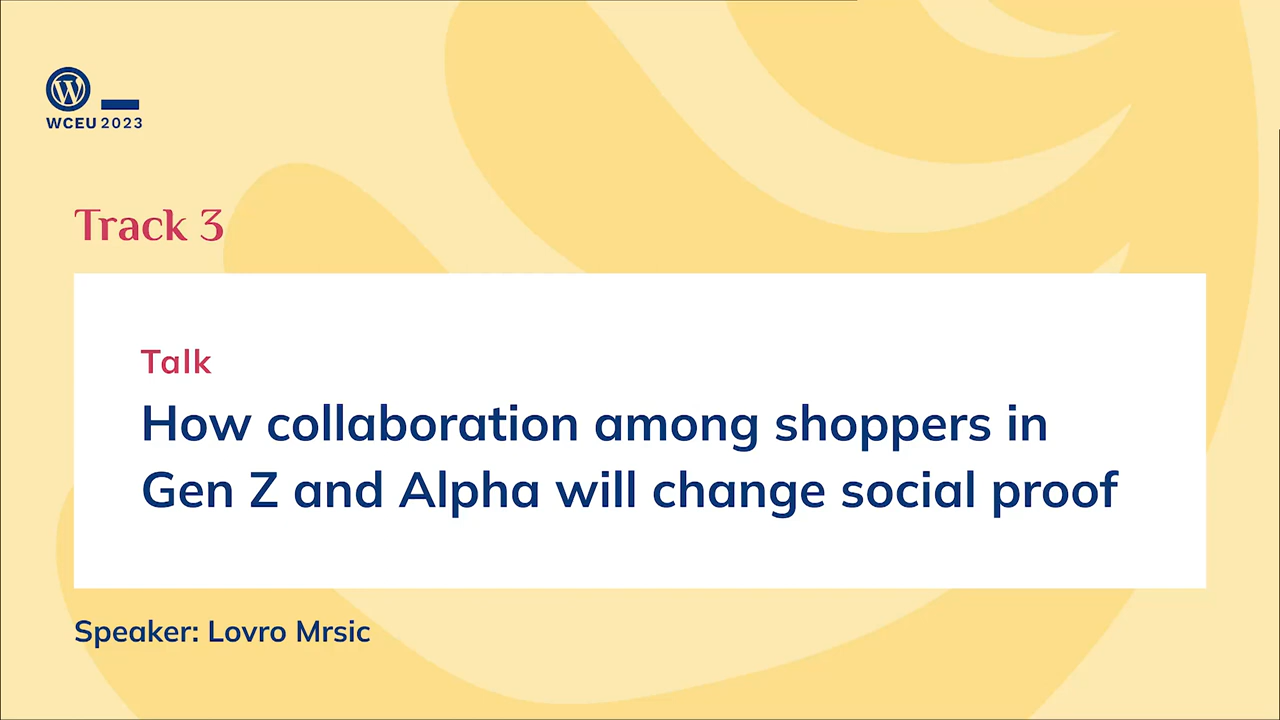 WCEU 2023
Track 3
Talk
How collaboration among shoppers in
Gen Z and Alpha will change social proof
Speaker: Lovro Mrsic